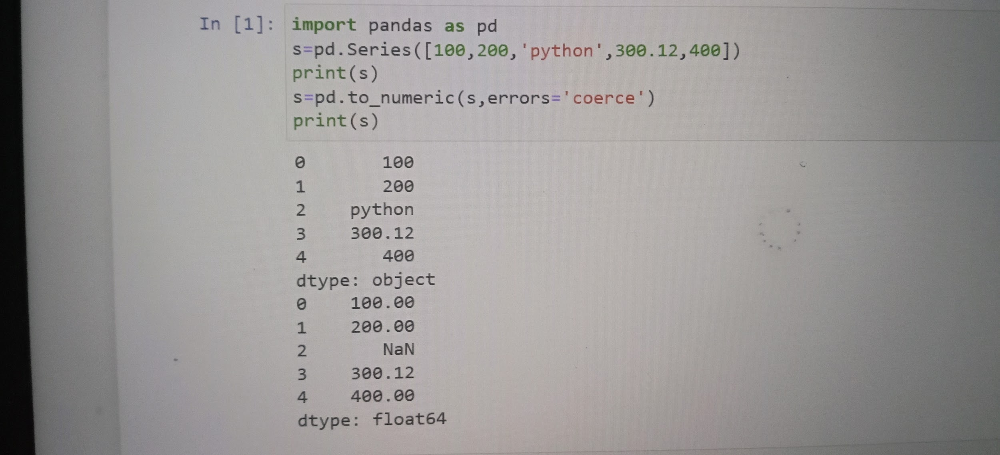 In [1]: import pandas as pd
s=pd.Series([100,200,'python',300.12,400])
print(s)
s=pd.to_numeric(s,errors='coerce')
print(s)
0       100
1       200
2    python
3    300.12
4       400
dtype: object
0    100.00
1    200.00
2       NaN
3    300.12
4    400.00
dtype: float64